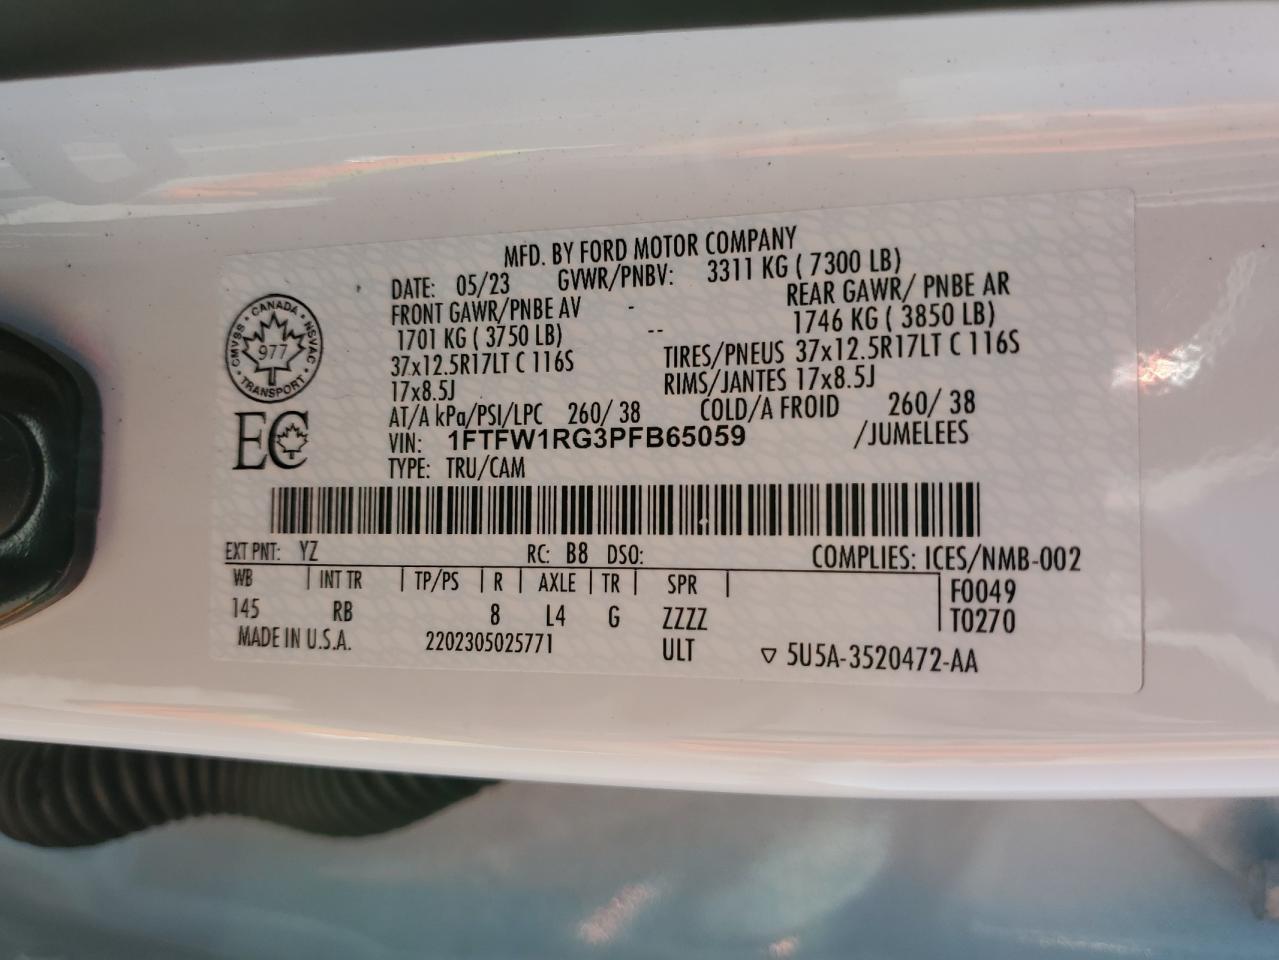 MFD. BY FORD MOTOR COMPANY
DATE: 05/23 GVWR/PNBV: 3311 KG ( 7300 LB)
FRONT GAWR/PNBE AV - REAR GAWR/ PNBE AR
1701 KG ( 3750 LB) -- 1746 KG ( 3850 LB)
37x12.5R17LT C 116S TIRES/PNEUS 37x12.5R17LT C 116S
17x8.5J RIMS/JANTES 17x8.5J
AT/A kPa/PSI/LPC 260/ 38 COLD/A FROID 260/ 38
VIN: 1FTFW1RG3PFB65059 /JUMELEES
TYPE: TRU/CAM
CANADA • NSVAC • TRANSPORT • CMVSS •
977
EC
EXT PNT: YZ RC: B8 DSO: COMPLIES: ICES/NMB-002
WB INT TR TP/PS R AXLE TR SPR F0049
145 RB 8 L4 G ZZZZ T0270
MADE IN U.S.A. 2202305025771 ULT ▽ 5U5A-3520472-AA